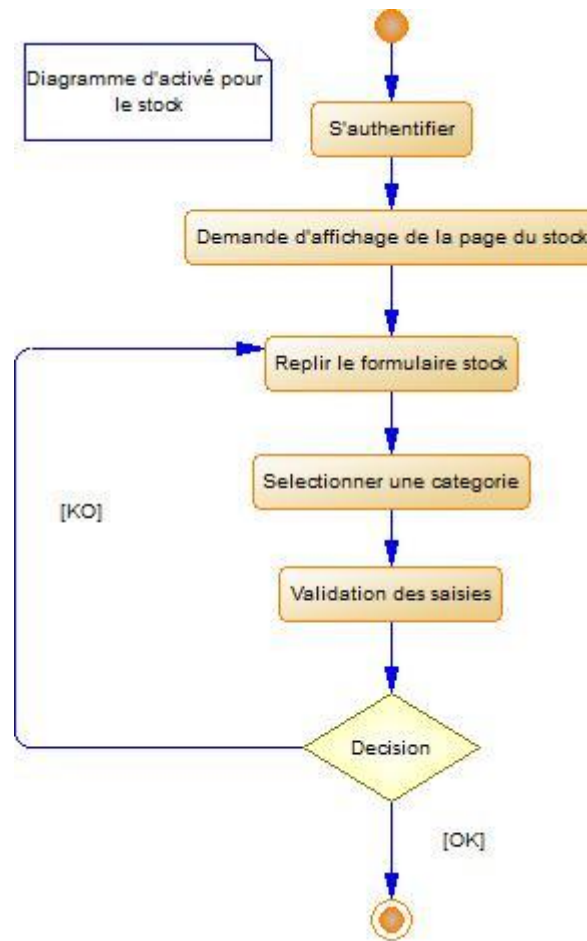 Diagramme d'activé pour
le stock
S'authentifier
Demande d'affichage de la page du stock
Replir le formulaire stock
Selectionner une categorie
[KO]
Validation des saisies
Decision
[OK]